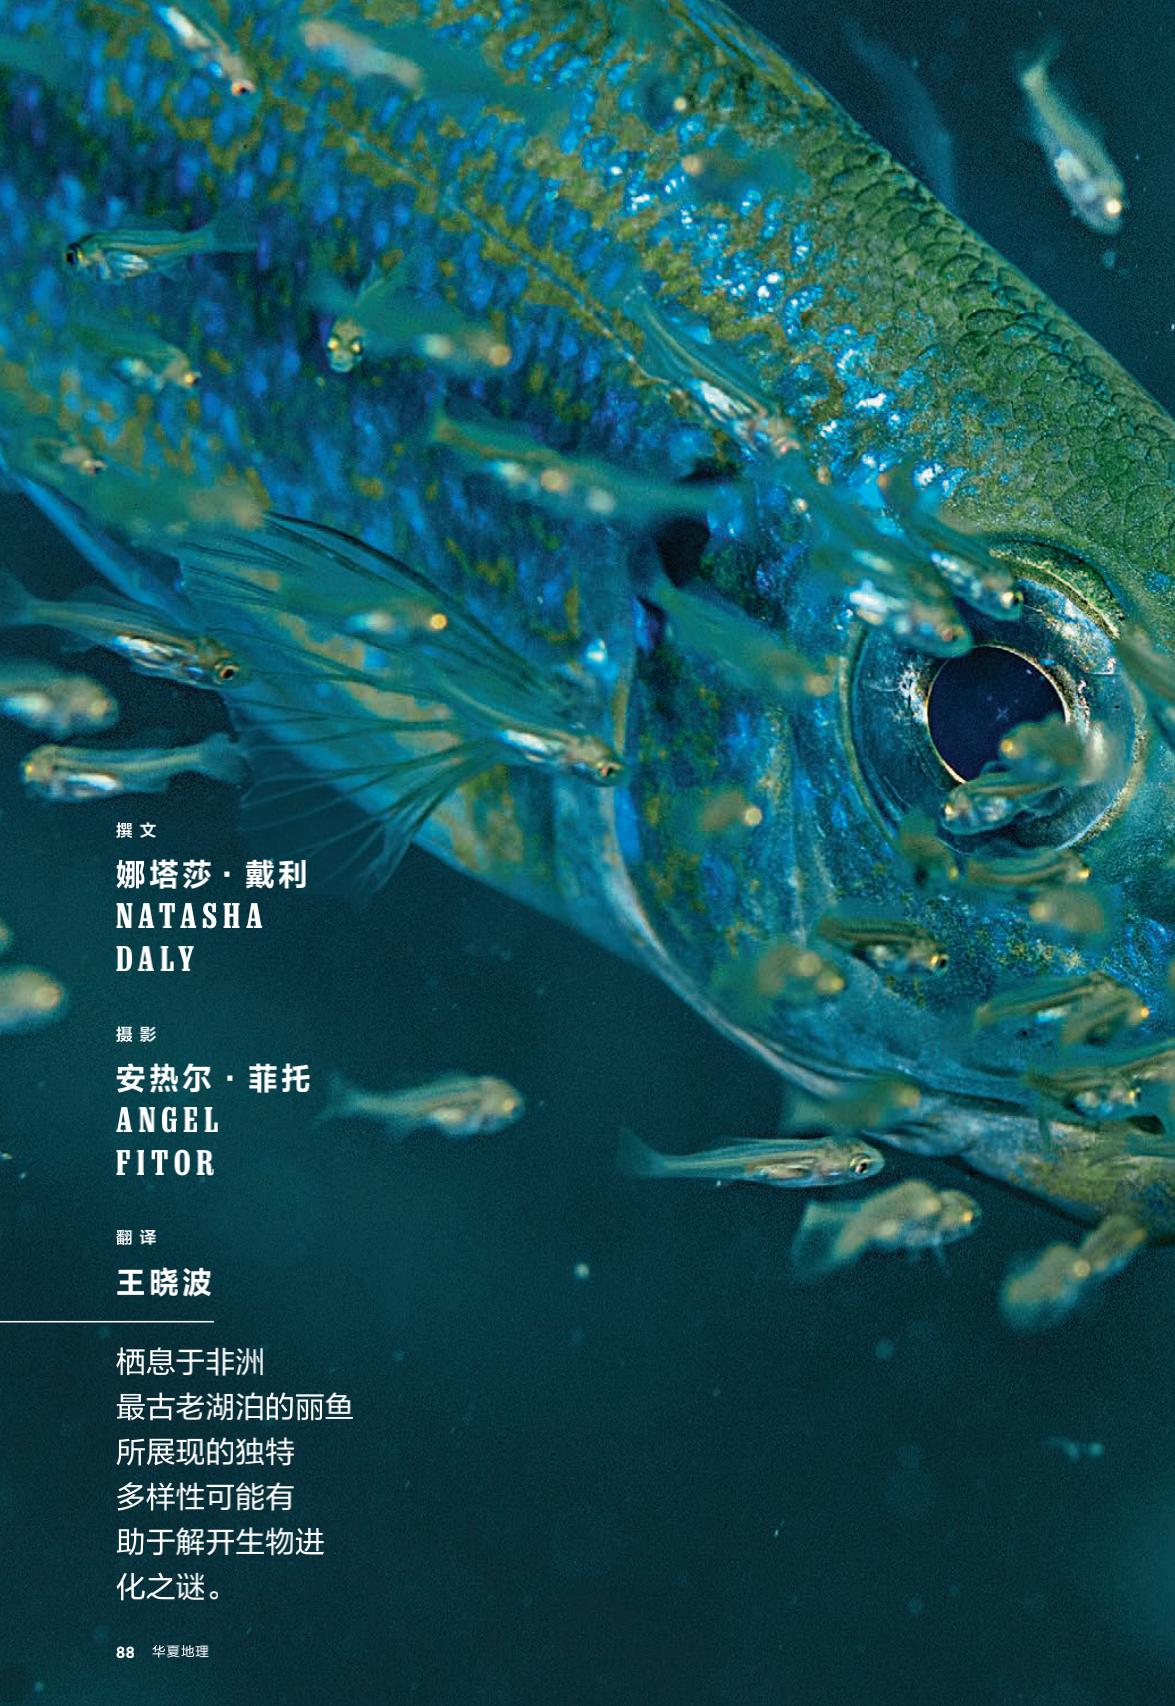 撰文
娜塔莎·戴利
NATASHA
DALY
摄影
安热尔·菲托
ANGEL
FITOR
翻译
王晓波
栖息于非洲
最古老湖泊的丽鱼
所展现的独特
多样性可能有
助于解开生物进
化之谜。
88 华夏地理